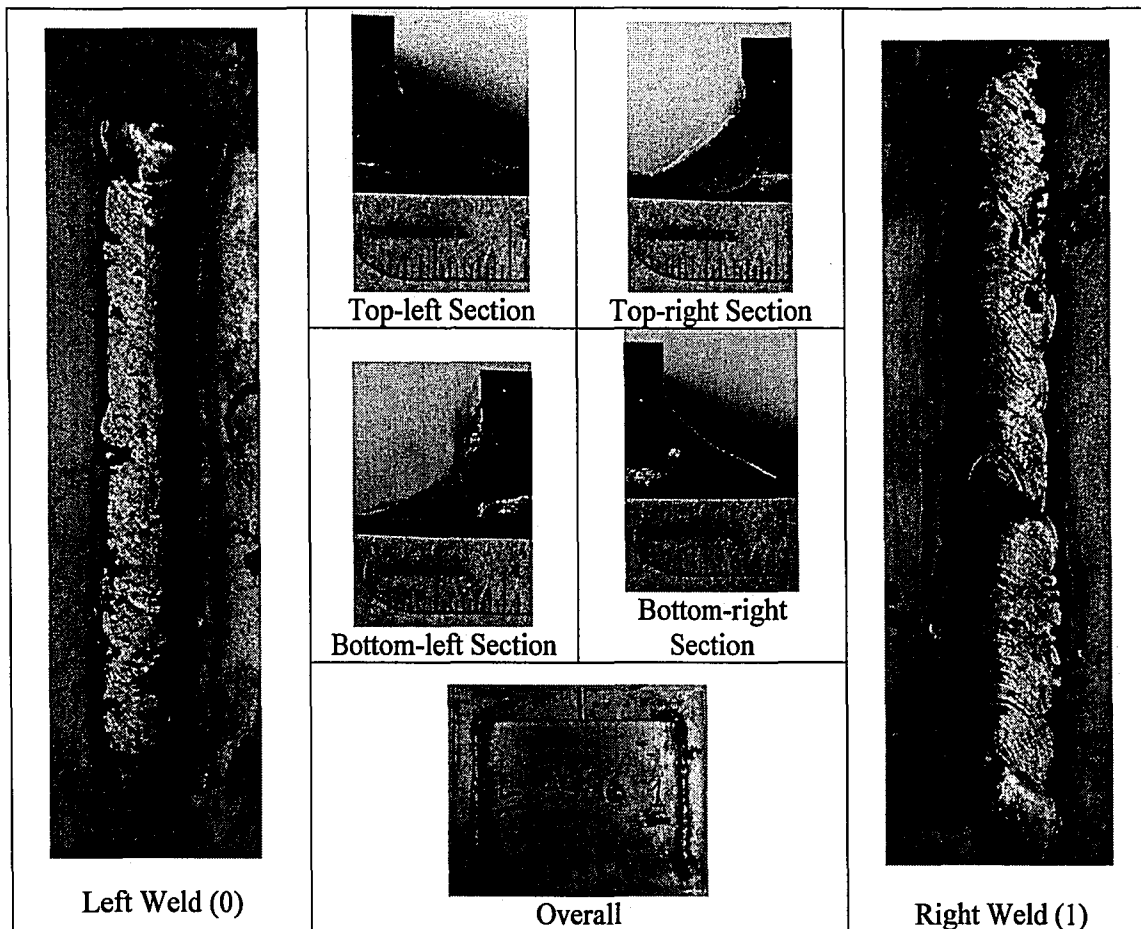 Top-left Section
Top-right Section
Bottom-left Section
Bottom-right
Section
Left Weld (0)
Overall
Right Weld (1)